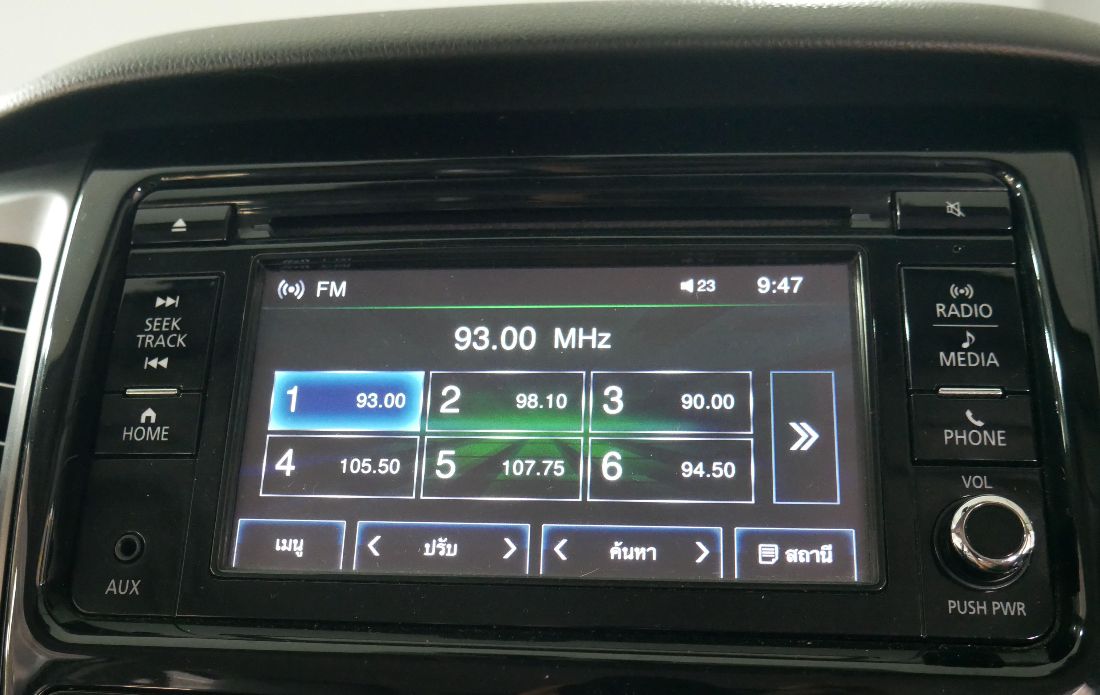 FM 23 9:47
93.00 MHz
1 93.00 2 98.10 3 90.00
4 105.50 5 107.75 6 94.50
เมนู ปรับ ค้นหา สถานี
SEEK
TRACK
HOME
AUX
RADIO
MEDIA
PHONE
VOL
PUSH PWR